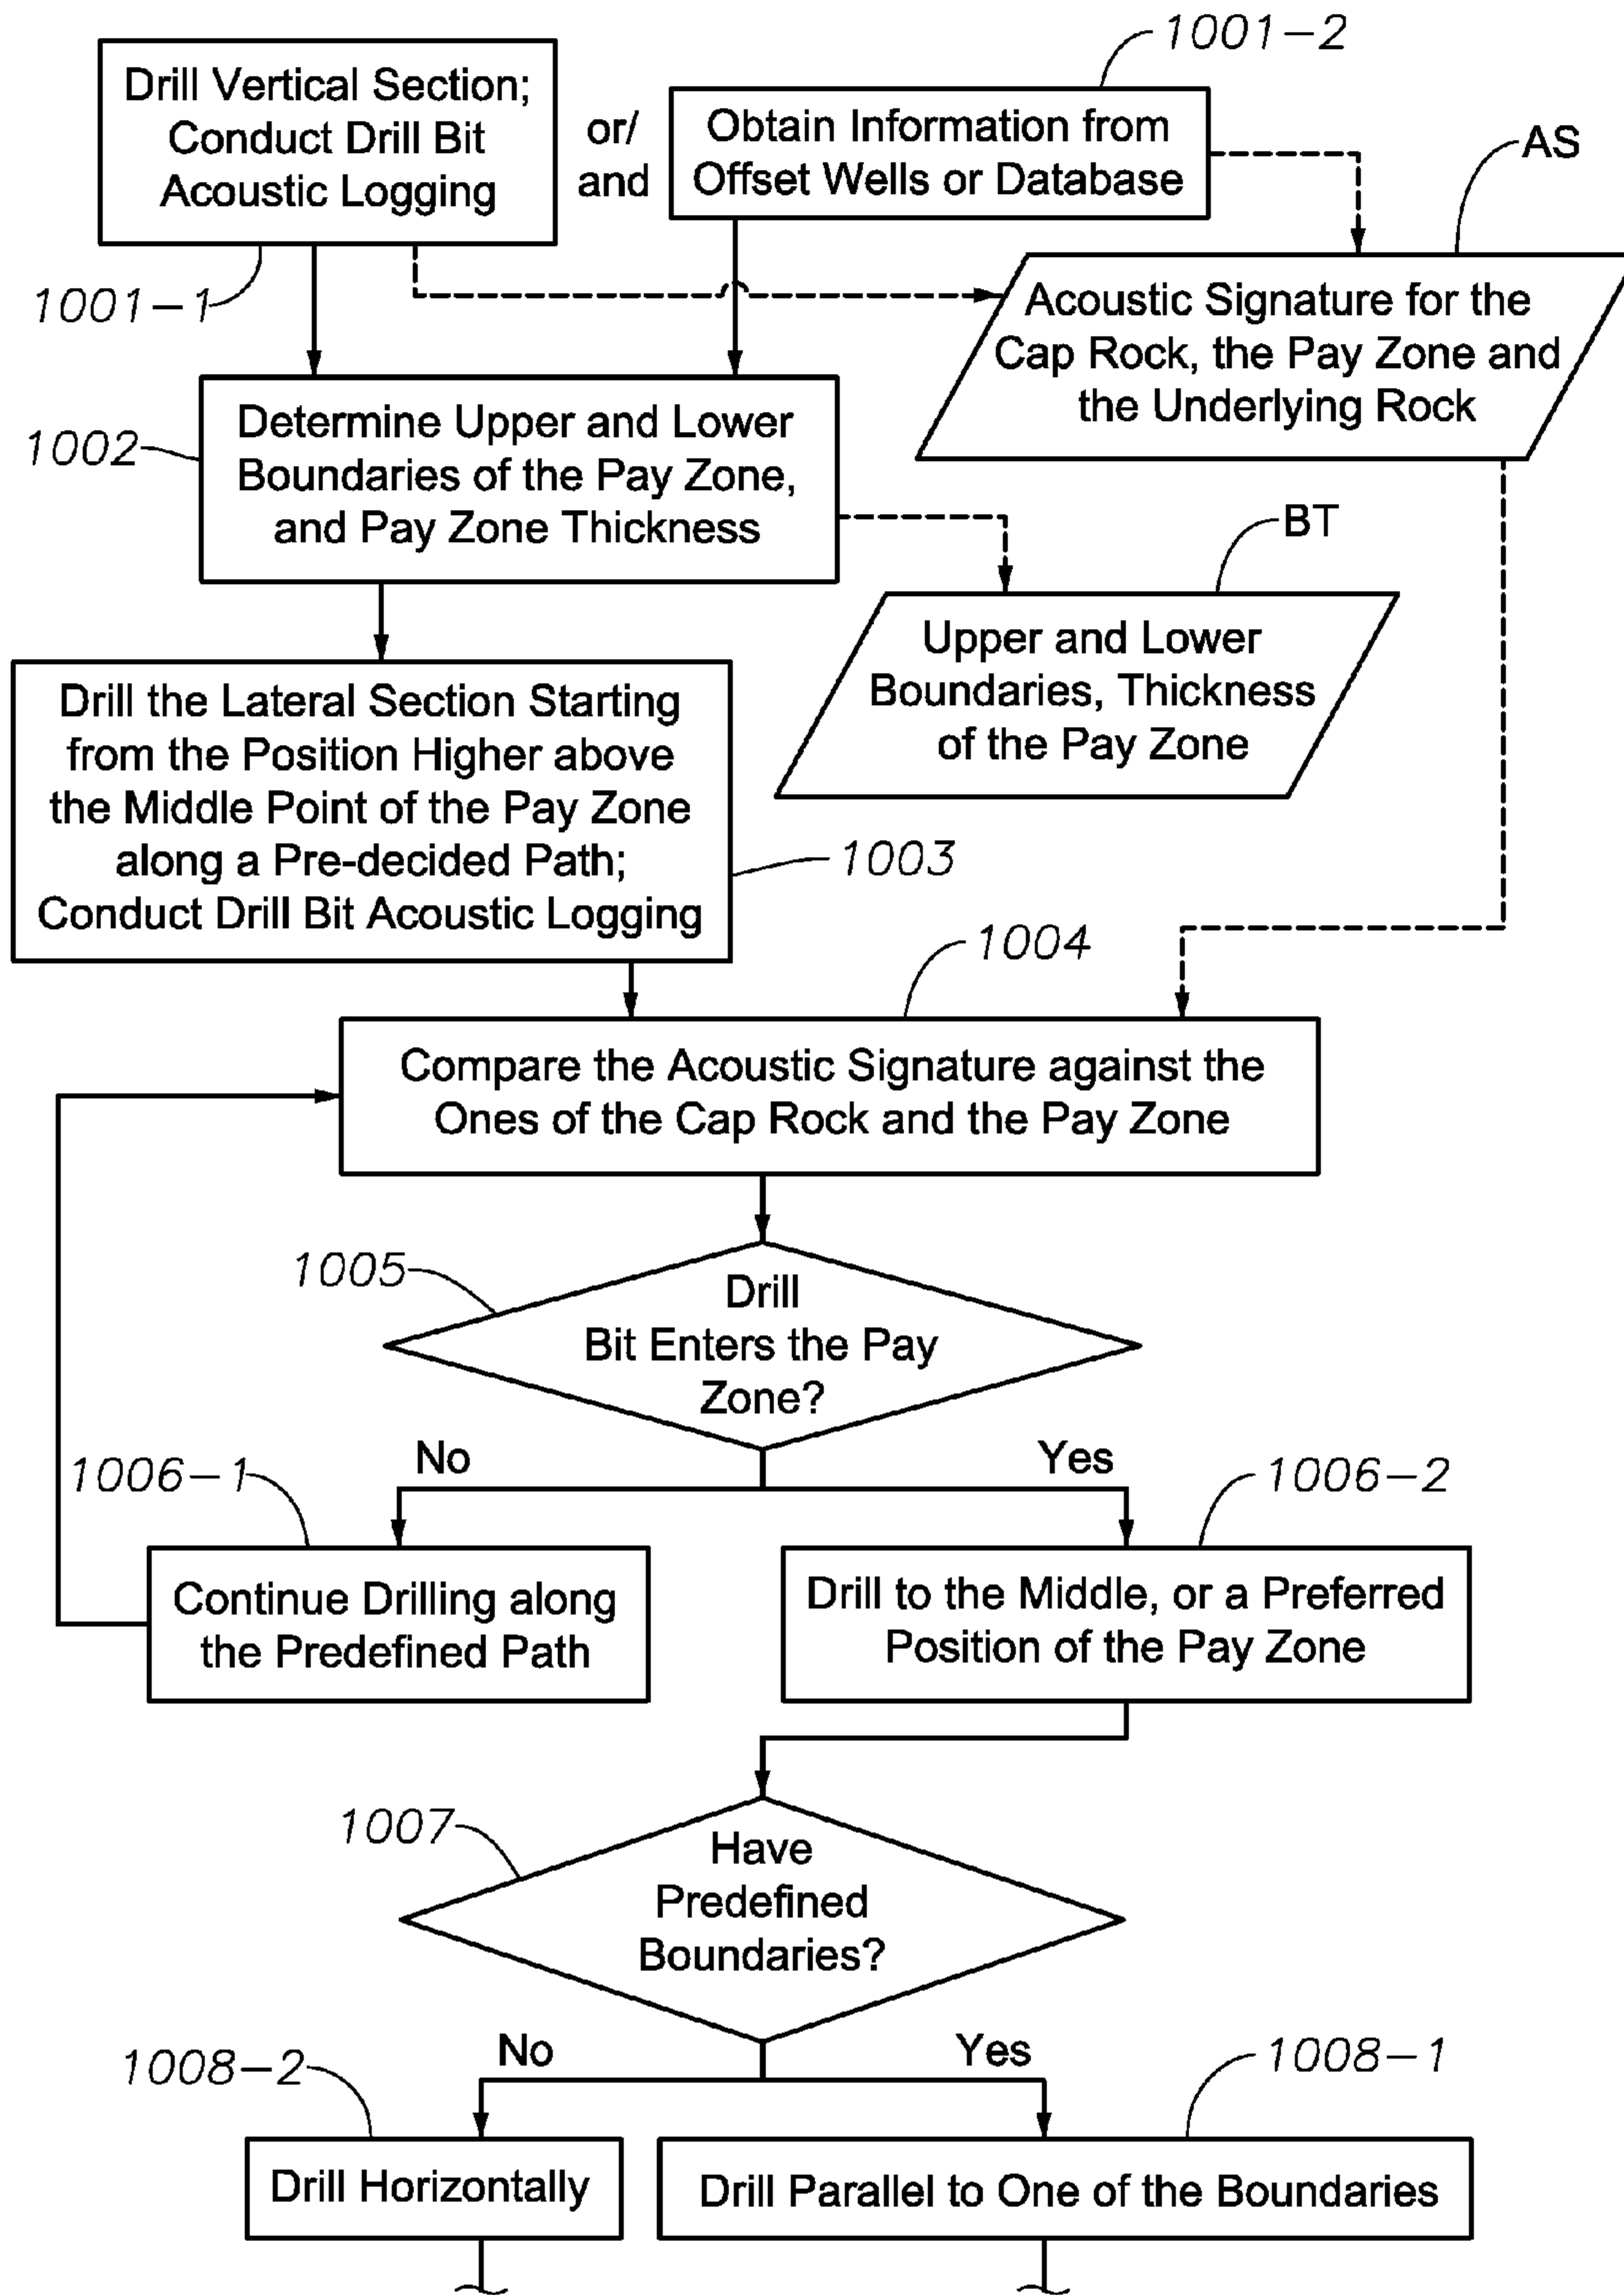 1001-2
Drill Vertical Section;
Conduct Drill Bit
Acoustic Logging
or/
and
Obtain Information from
Offset Wells or Database
AS
1001-1
Acoustic Signature for the
Cap Rock, the Pay Zone and
the Underlying Rock
1002
Determine Upper and Lower
Boundaries of the Pay Zone,
and Pay Zone Thickness
BT
Upper and Lower
Boundaries, Thickness
of the Pay Zone
Drill the Lateral Section Starting
from the Position Higher above
the Middle Point of the Pay Zone
along a Pre-decided Path;
Conduct Drill Bit Acoustic Logging
1003
1004
Compare the Acoustic Signature against the
Ones of the Cap Rock and the Pay Zone
1005
Drill
Bit Enters the Pay
Zone?
No
Yes
1006-1
1006-2
Continue Drilling along
the Predefined Path
Drill to the Middle, or a Preferred
Position of the Pay Zone
1007
Have
Predefined
Boundaries?
No
Yes
1008-2
1008-1
Drill Horizontally
Drill Parallel to One of the Boundaries